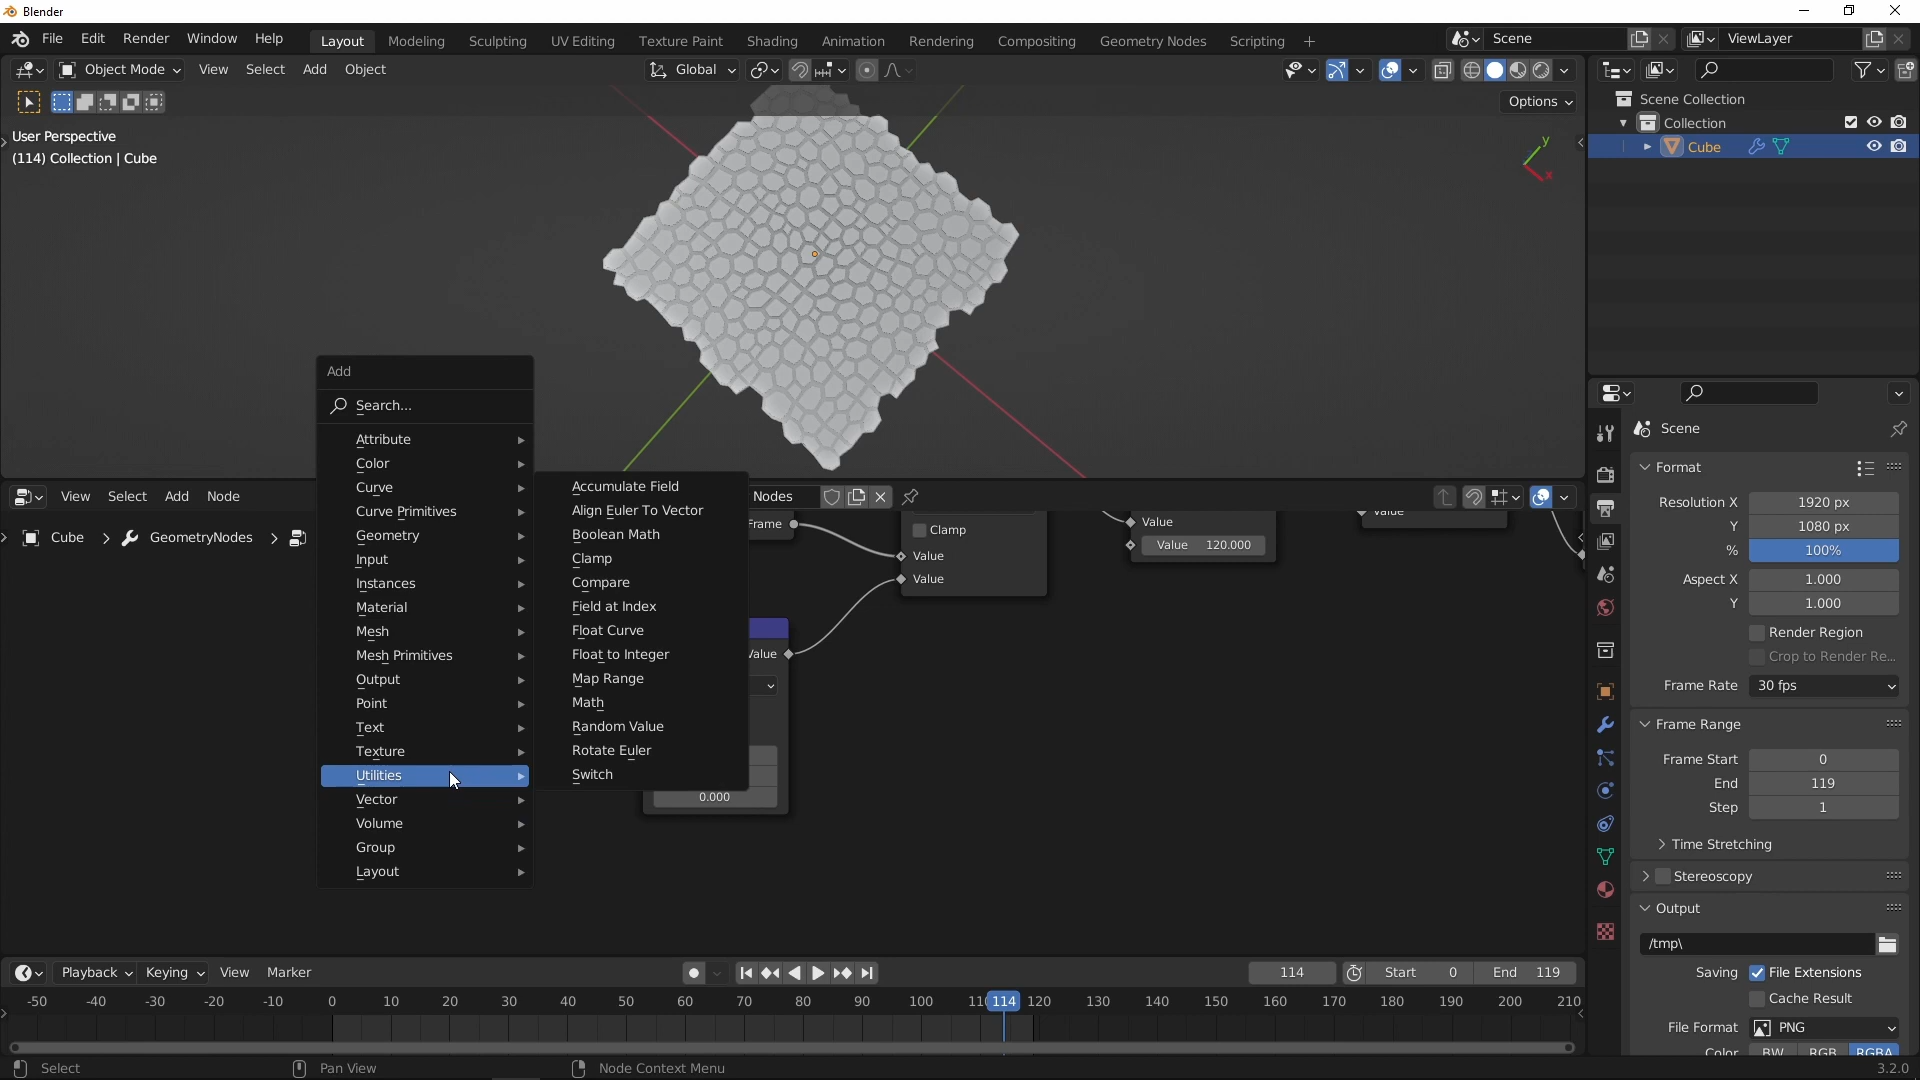 Blender
File Edit Render Window Help Layout Modeling Sculpting UV Editing Texture Paint Shading Animation Rendering Compositing Geometry Nodes Scripting +
Scene ViewLayer
Object Mode View Select Add Object Global
Options
User Perspective
(114) Collection | Cube
y
x
Scene Collection
Collection
Cube
Add
Search...
Attribute
Color
Curve
Curve Primitives
Geometry
Input
Instances
Material
Mesh
Mesh Primitives
Output
Point
Text
Texture
Utilities
Vector
Volume
Group
Layout
Accumulate Field
Align Euler To Vector
Boolean Math
Clamp
Compare
Field at Index
Float Curve
Float to Integer
Map Range
Math
Random Value
Rotate Euler
Switch
View Select Add Node
Nodes
Cube > GeometryNodes >
Frame
Clamp
Value
Value
Value
Value 120.000
Value
Value
0.000
Scene
Format
Resolution X 1920 px
Y 1080 px
% 100%
Aspect X 1.000
Y 1.000
Render Region
Crop to Render Re...
Frame Rate 30 fps
Frame Range
Frame Start 0
End 119
Step 1
Time Stretching
Stereoscopy
Output
/tmp\
Saving File Extensions
Cache Result
File Format PNG
Color BW RGB RGBA
Playback Keying View Marker
114 Start 0 End 119
-50 -40 -30 -20 -10 0 10 20 30 40 50 60 70 80 90 100 110 114 120 130 140 150 160 170 180 190 200 210
Select Pan View Node Context Menu 3.2.0